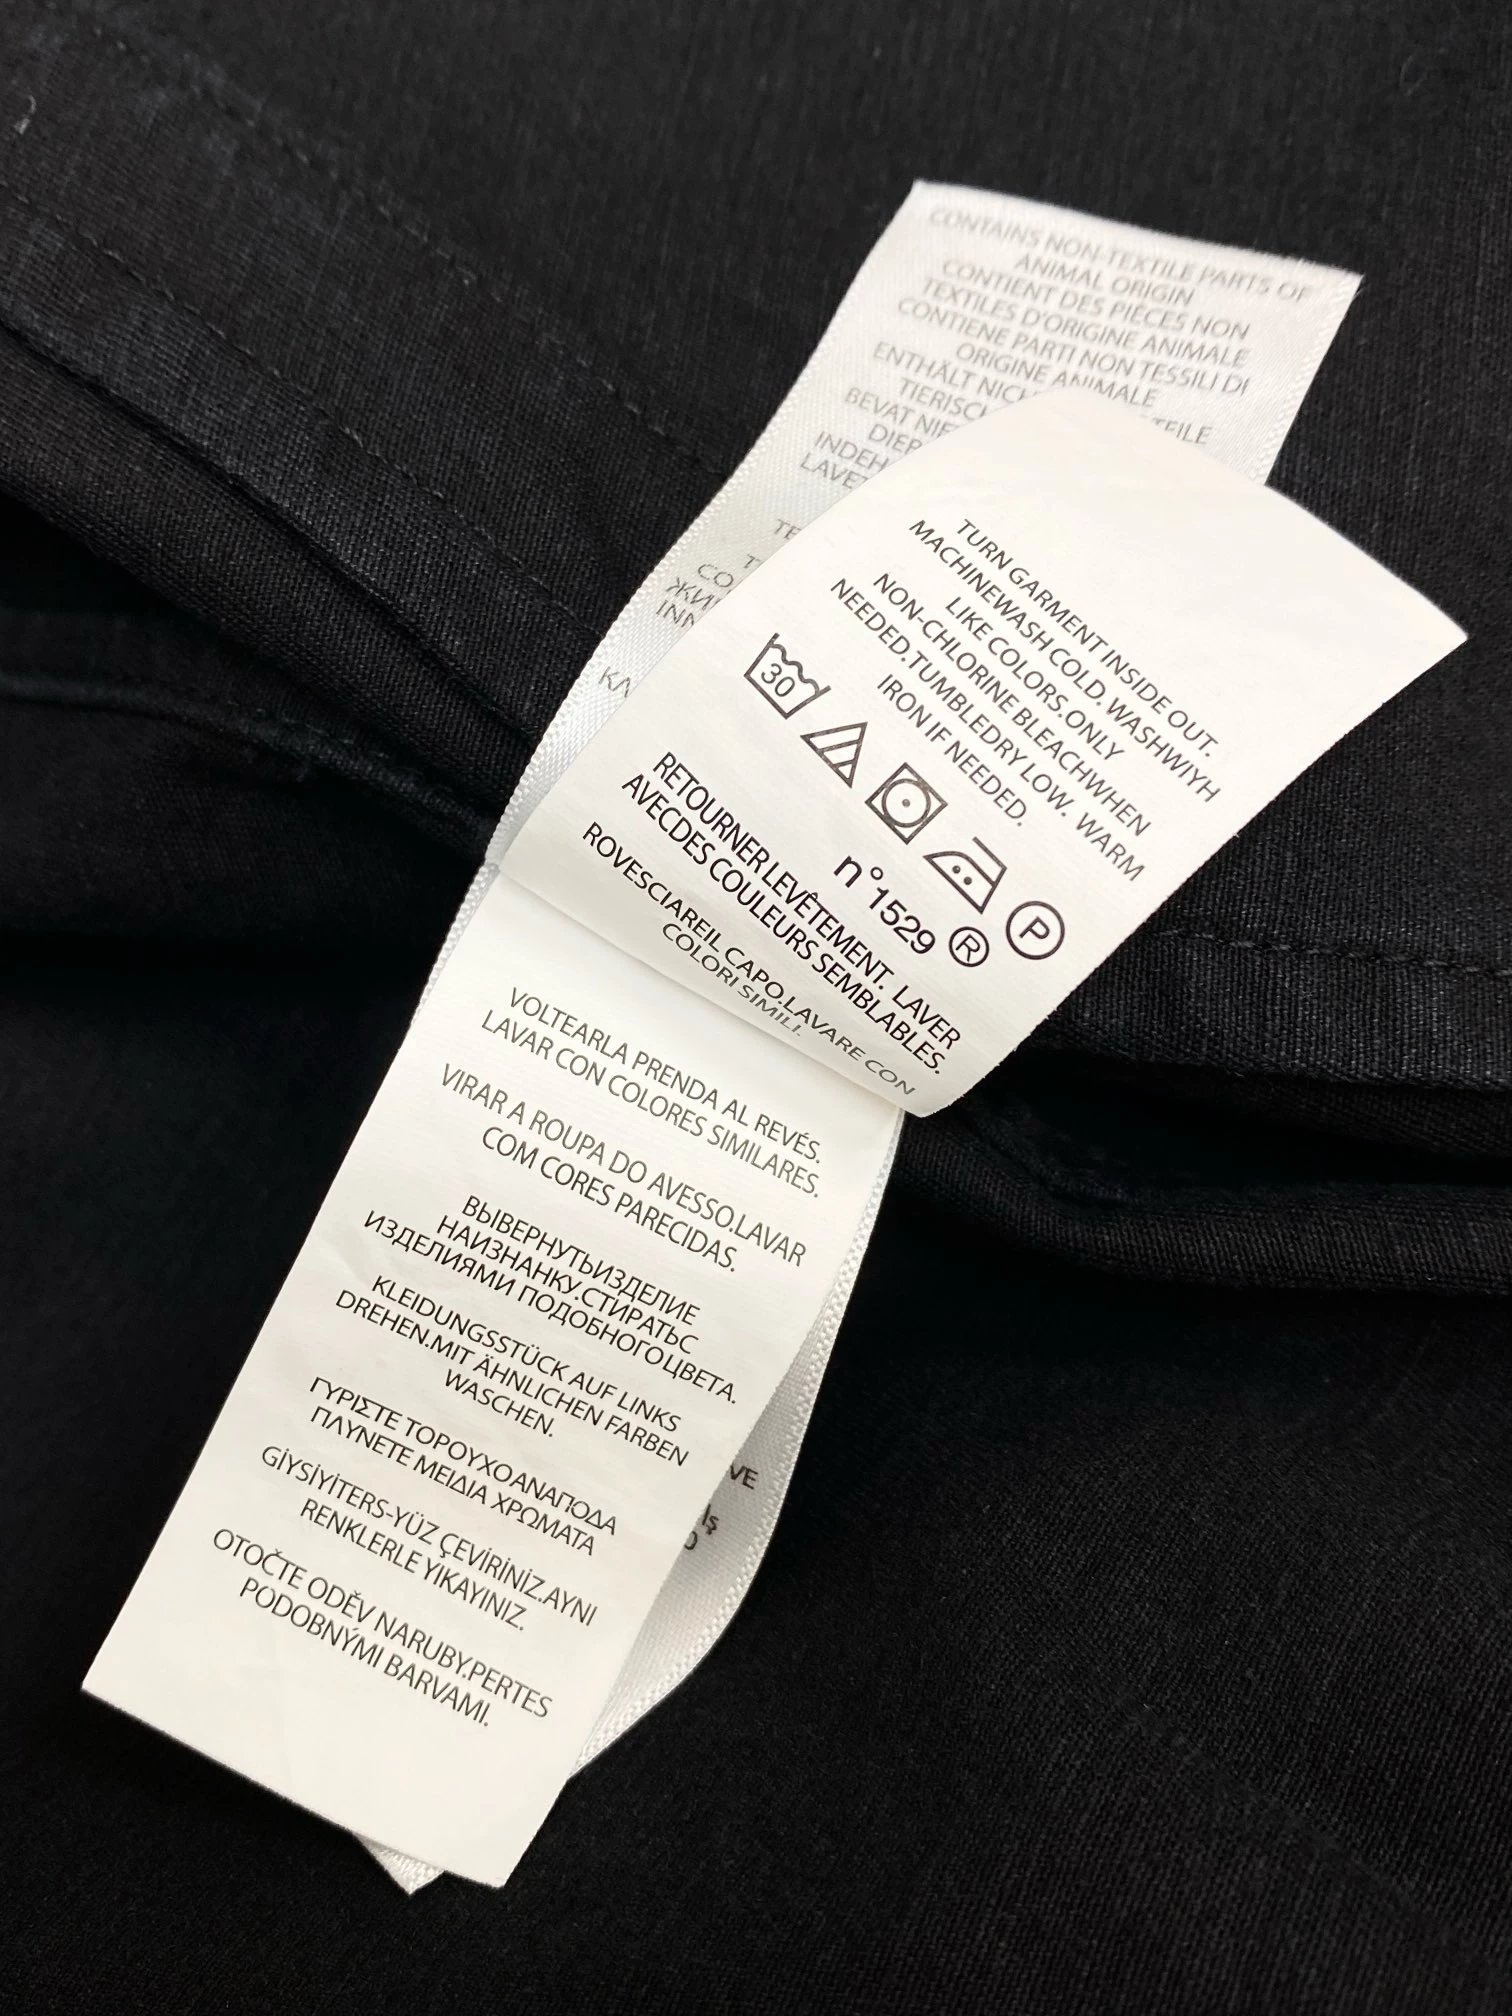 CONTAINS NON-TEXTILE PARTS OF
ANIMAL ORIGIN
CONTIENT DES PIECES NON
TEXTILES D'ORIGINE ANIMALE
CONTIENE PARTI NON TESSILI DI
ORIGINE ANIMALE
ENTHÄLT
BEVAT
TURN GARMENT INSIDE OUT.
MACHINEWASH COLD. WASHWIYH
LIKE COLORS.ONLY
NON-CHLORINE BLEACHWHEN
NEEDED.TUMBLEDRY LOW. WARM
IRON IF NEEDED.
30
P
n°1529 ®
RETOURNER LEVÊTEMENT. LAVER
AVECDES COULEURS SEMBLABLES.
ROVESCIAREIL CAPO.LAVARE CON
COLORI SIMILI.
VOLTEARLA PRENDA AL REVÉS.
LAVAR CON COLORES SIMILARES.
VIRAR A ROUPA DO AVESSO.LAVAR
COM CORES PARECIDAS.
ВЫВЕРНУТЬИЗДЕЛИЕ
НАИЗНАНКУ.СТИРАТЬС
ИЗДЕЛИЯМИ ПОДОБНОГОЦВЕТА.
KLEIDUNGSSTÜCK AUF LINKS
DREHEN.MIT ÄHNLICHEN FARBEN
WASCHEN.
ΓΥΡΙΣΤΕ ΤΟΡΟΥΧΟΑΝΑΠΟΔΑ
ΠΛΥΝΕΤΕ ΜΕΙΔΙΑ ΧΡΩΜΑΤΑ
GİYSİYİTERS-YÜZ ÇEVİRİNİZ.AYNI
RENKLERLE YIKAYINIZ.
OTOČTE ODĚV NARUBY.PERTES
PODOBNÝMI BARVAMI.